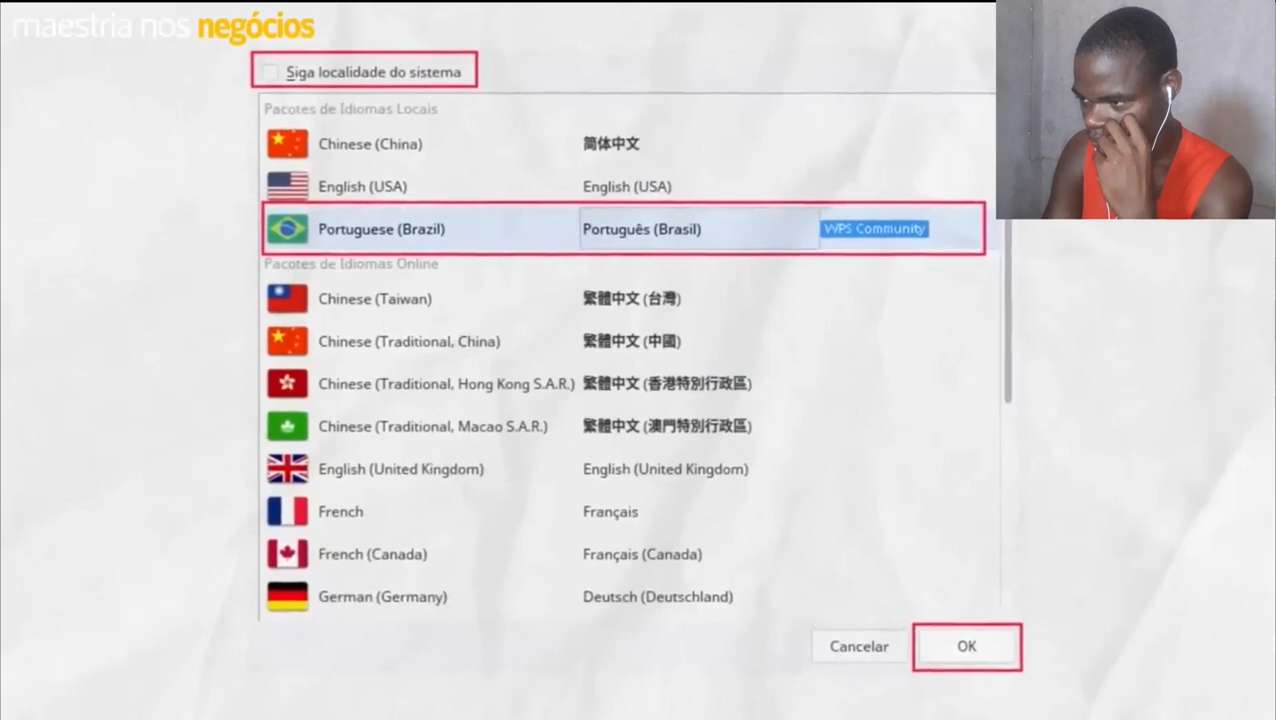 maestria nos negócios
Siga localidade do sistema
Pacotes de Idiomas Locais
Chinese (China) 简体中文
English (USA) English (USA)
Portuguese (Brazil) Português (Brasil) WPS Community
Pacotes de Idiomas Online
Chinese (Taiwan) 繁體中文 (台灣)
Chinese (Traditional, China) 繁體中文 (中國)
Chinese (Traditional, Hong Kong S.A.R.) 繁體中文 (香港特別行政區)
Chinese (Traditional, Macao S.A.R.) 繁體中文 (澳門特別行政區)
English (United Kingdom) English (United Kingdom)
French Français
French (Canada) Français (Canada)
German (Germany) Deutsch (Deutschland)
Cancelar OK